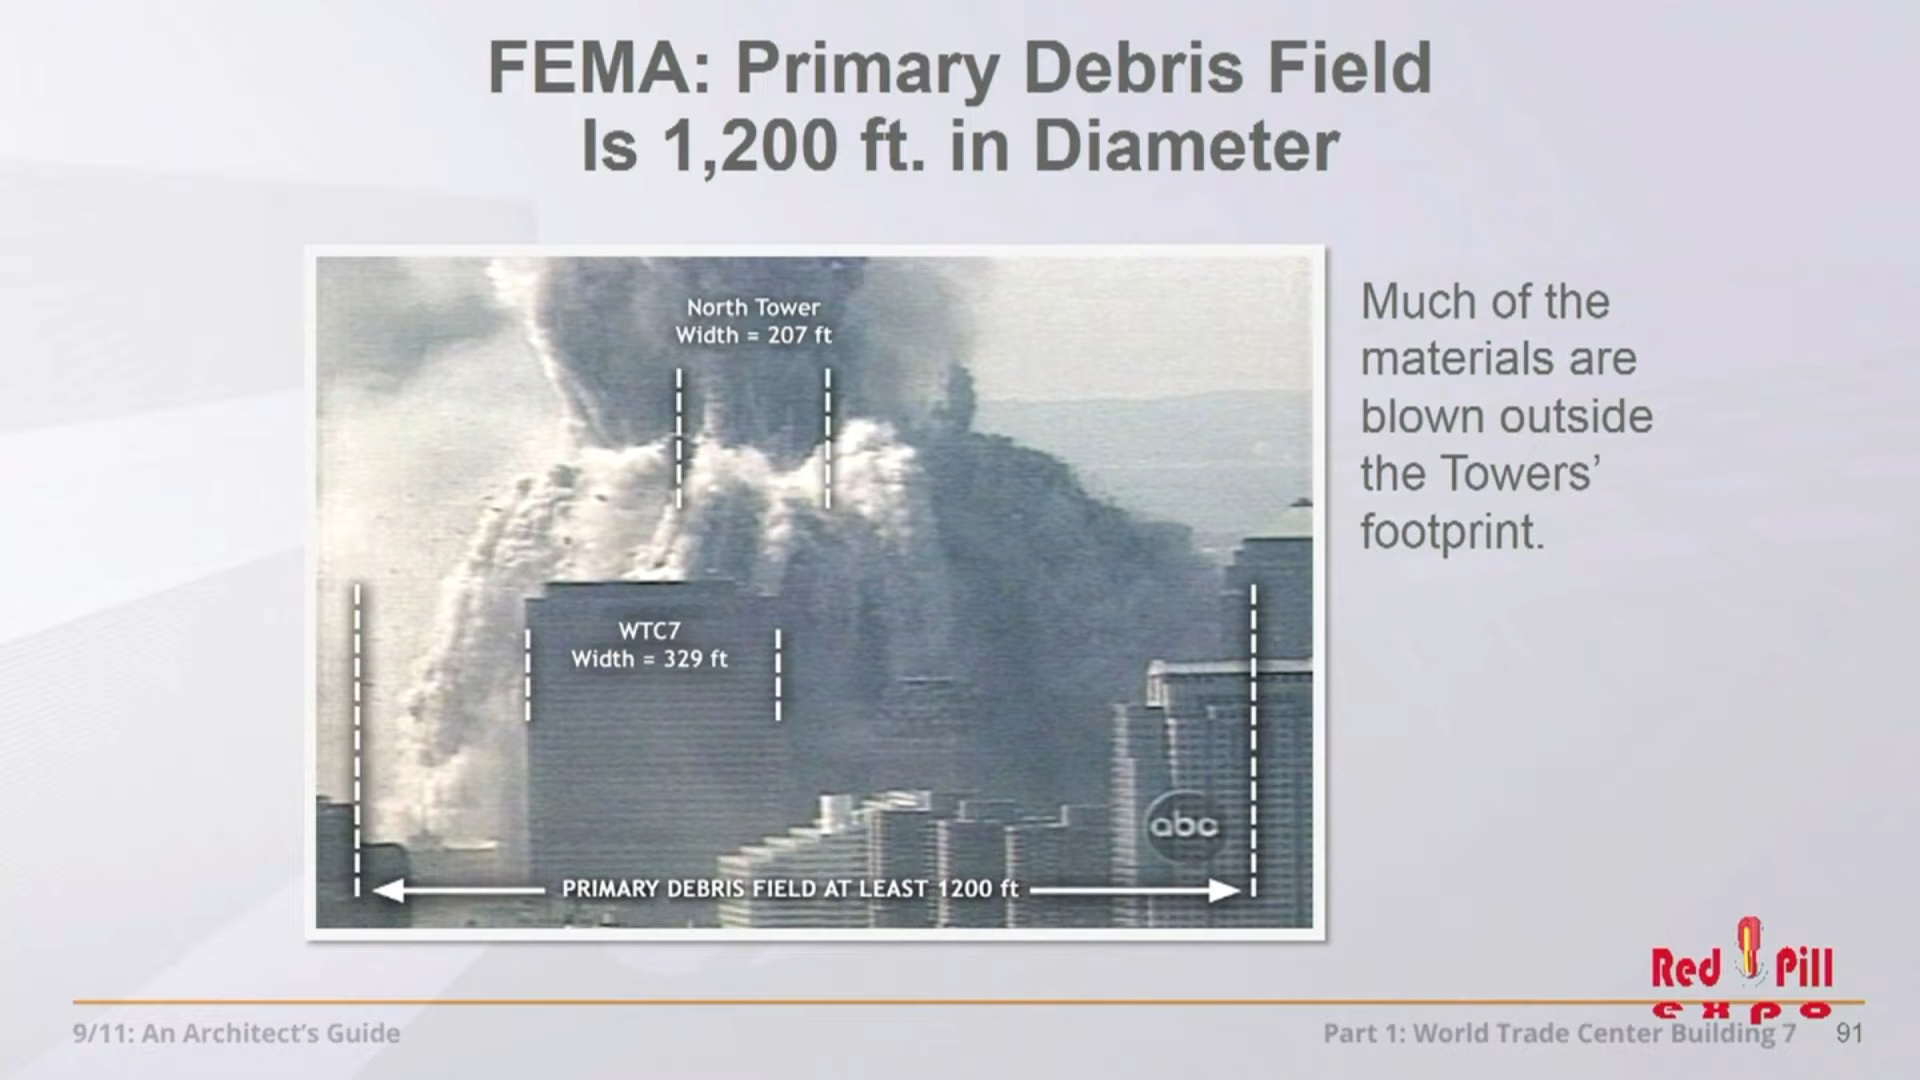 FEMA: Primary Debris Field
Is 1,200 ft. in Diameter
North Tower
Width = 207 ft
WTC7
Width = 329 ft
abc
PRIMARY DEBRIS FIELD AT LEAST 1200 ft
Much of the
materials are
blown outside
the Towers’
footprint.
Red Pill
expo
9/11: An Architect’s Guide
Part 1: World Trade Center Building 7
91